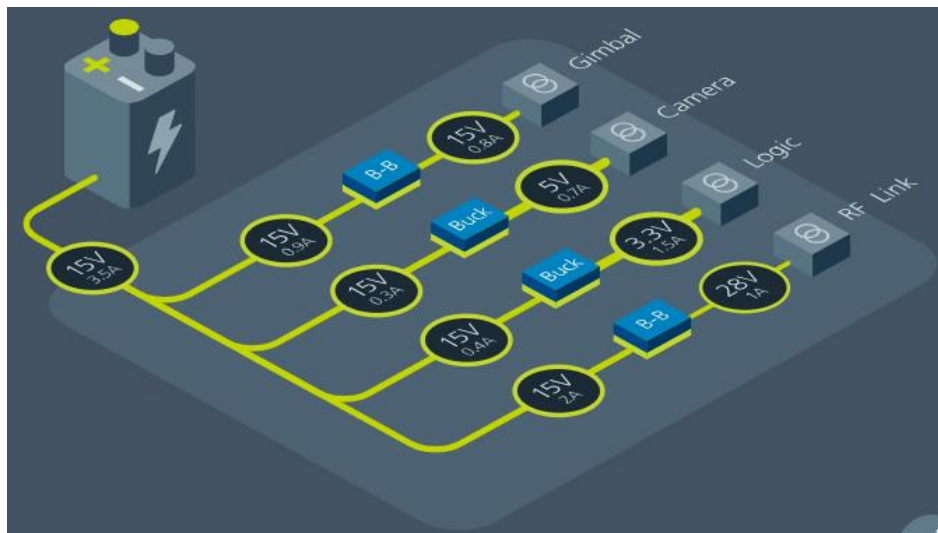 Gimbal
15V
0.8A
B-B
15V
0.9A
Camera
5V
0.7A
Buck
15V
0.3A
Logic
3.3V
1.5A
Buck
15V
0.4A
RF Link
28V
1A
B-B
15V
2A
15V
3.5A